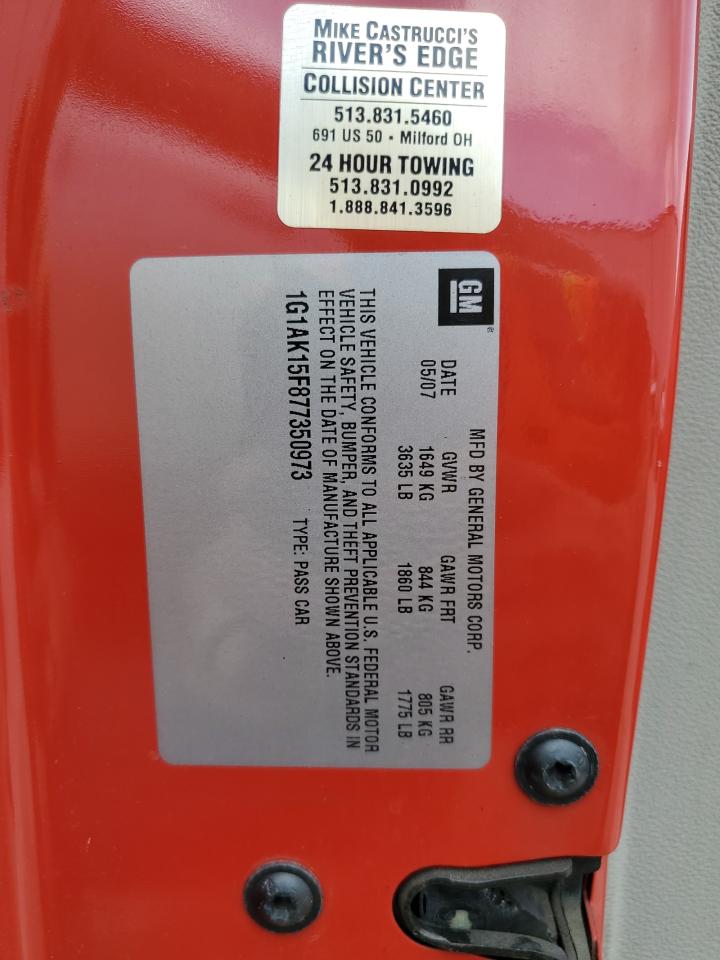 MIKE CASTRUCCI'S
RIVER'S EDGE
COLLISION CENTER
513.831.5460
691 US 50 • Milford OH
24 HOUR TOWING
513.831.0992
1.888.841.3596
GM®
MFD BY GENERAL MOTORS CORP.
DATE GVWR GAWR FRT GAWR RR
05/07 1649 KG 844 KG 805 KG
3635 LB 1860 LB 1775 LB
THIS VEHICLE CONFORMS TO ALL APPLICABLE U.S. FEDERAL MOTOR
VEHICLE SAFETY, BUMPER, AND THEFT PREVENTION STANDARDS IN
EFFECT ON THE DATE OF MANUFACTURE SHOWN ABOVE.
1G1AK15F877350973 TYPE: PASS CAR